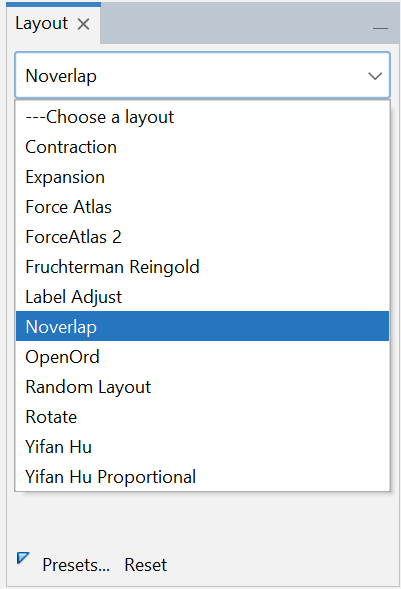 Layout
Noverlap
---Choose a layout
Contraction
Expansion
Force Atlas
ForceAtlas 2
Fruchterman Reingold
Label Adjust
Noverlap
OpenOrd
Random Layout
Rotate
Yifan Hu
Yifan Hu Proportional
Presets... Reset